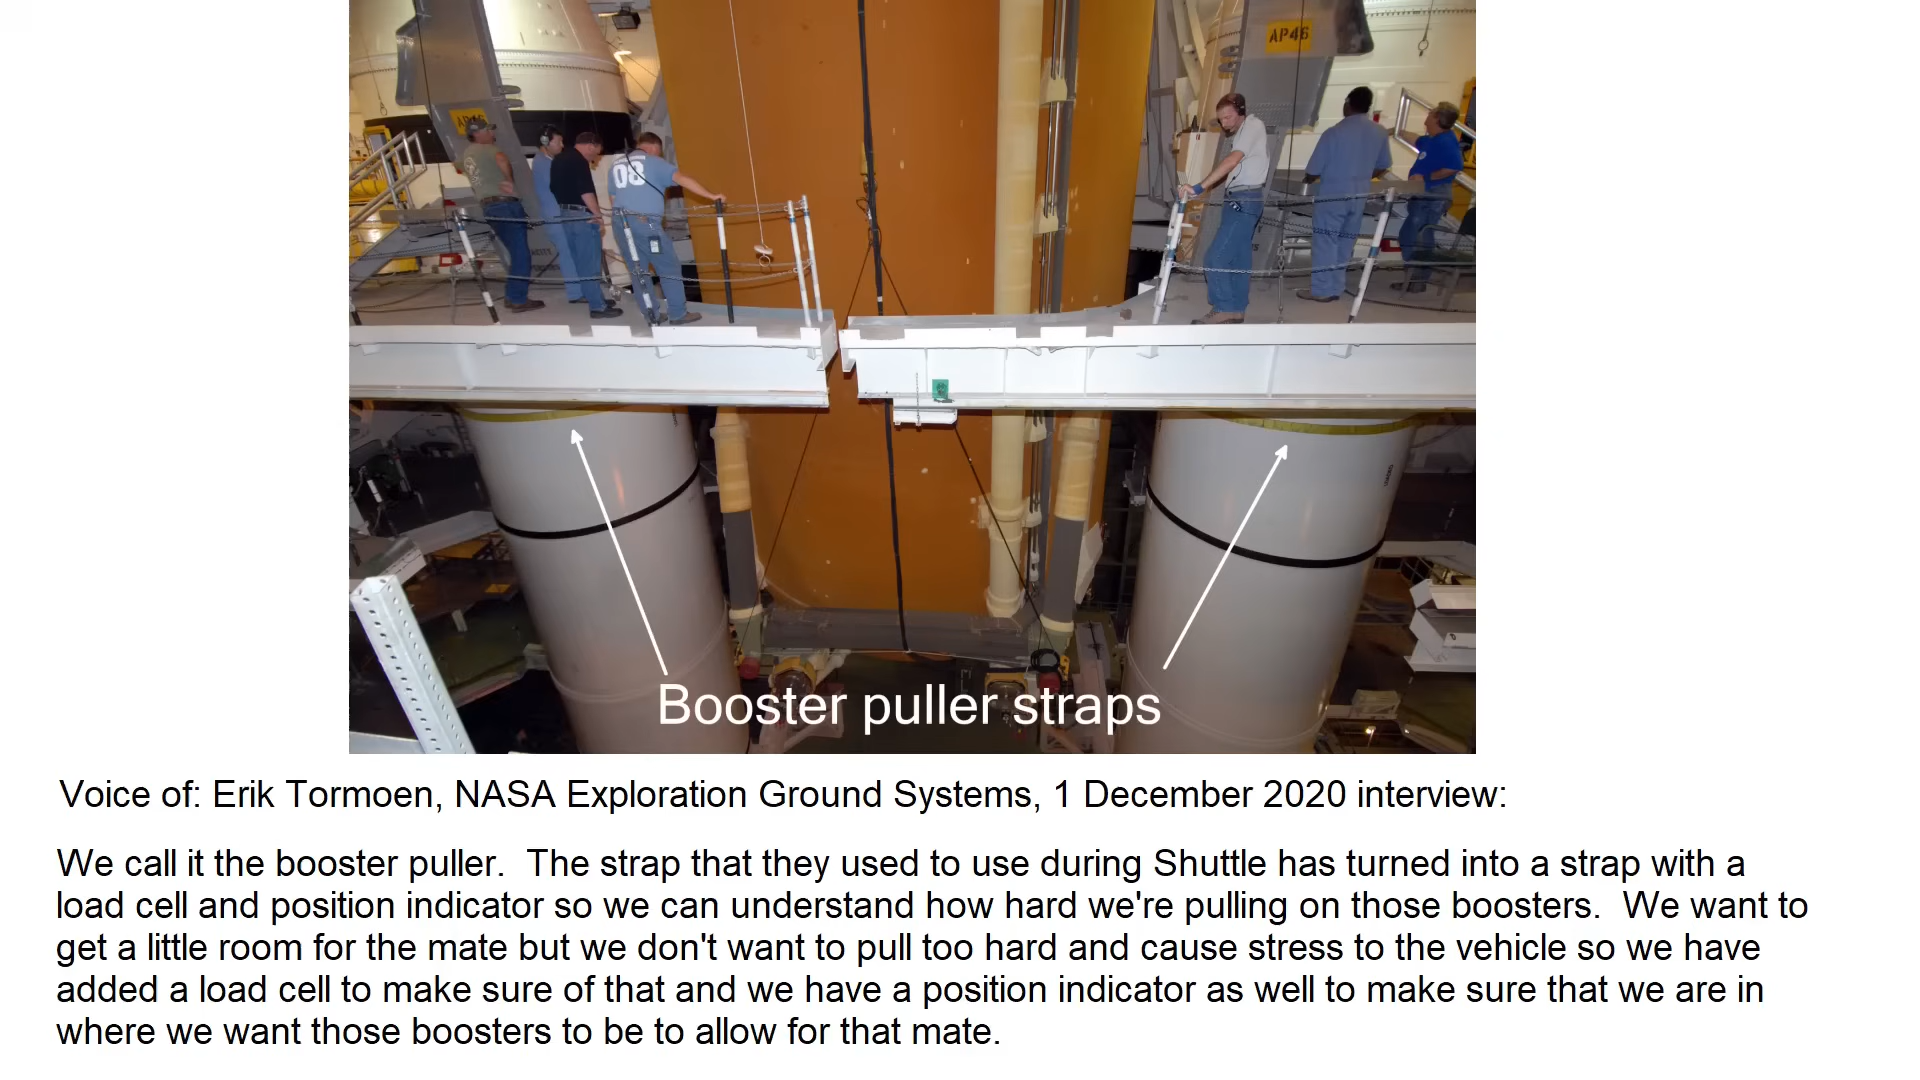 AP46
AP46
08
Booster puller straps
Voice of: Erik Tormoen, NASA Exploration Ground Systems, 1 December 2020 interview:
We call it the booster puller.  The strap that they used to use during Shuttle has turned into a strap with a
load cell and position indicator so we can understand how hard we're pulling on those boosters.  We want to
get a little room for the mate but we don't want to pull too hard and cause stress to the vehicle so we have
added a load cell to make sure of that and we have a position indicator as well to make sure that we are in
where we want those boosters to be to allow for that mate.